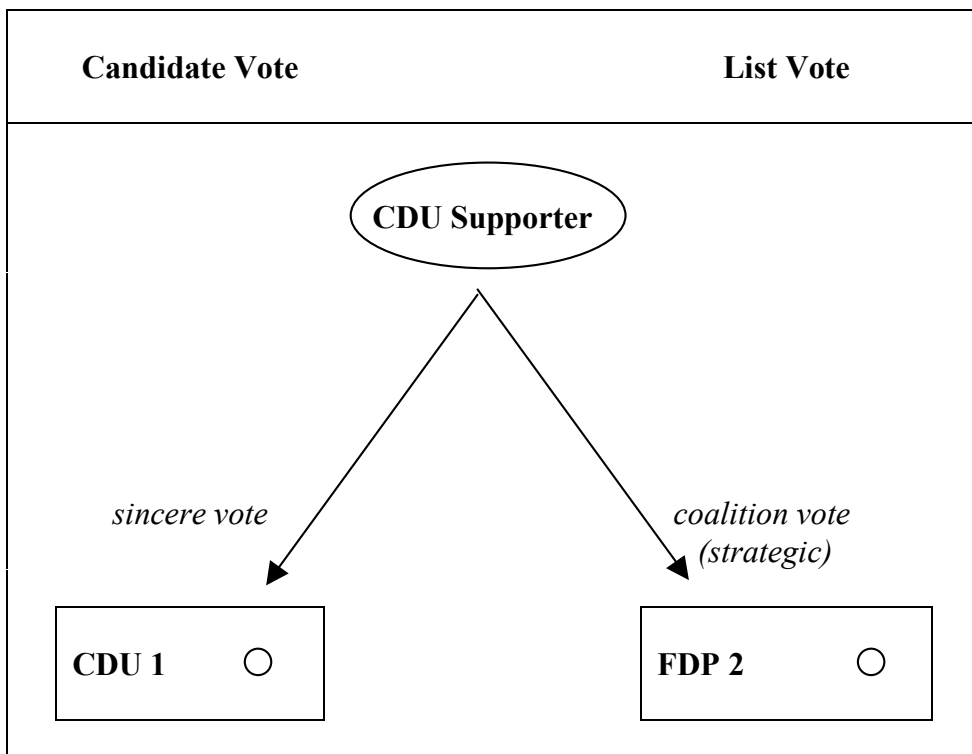 Candidate Vote
List Vote
CDU Supporter
sincere vote
coalition vote
(strategic)
CDU 1
FDP 2